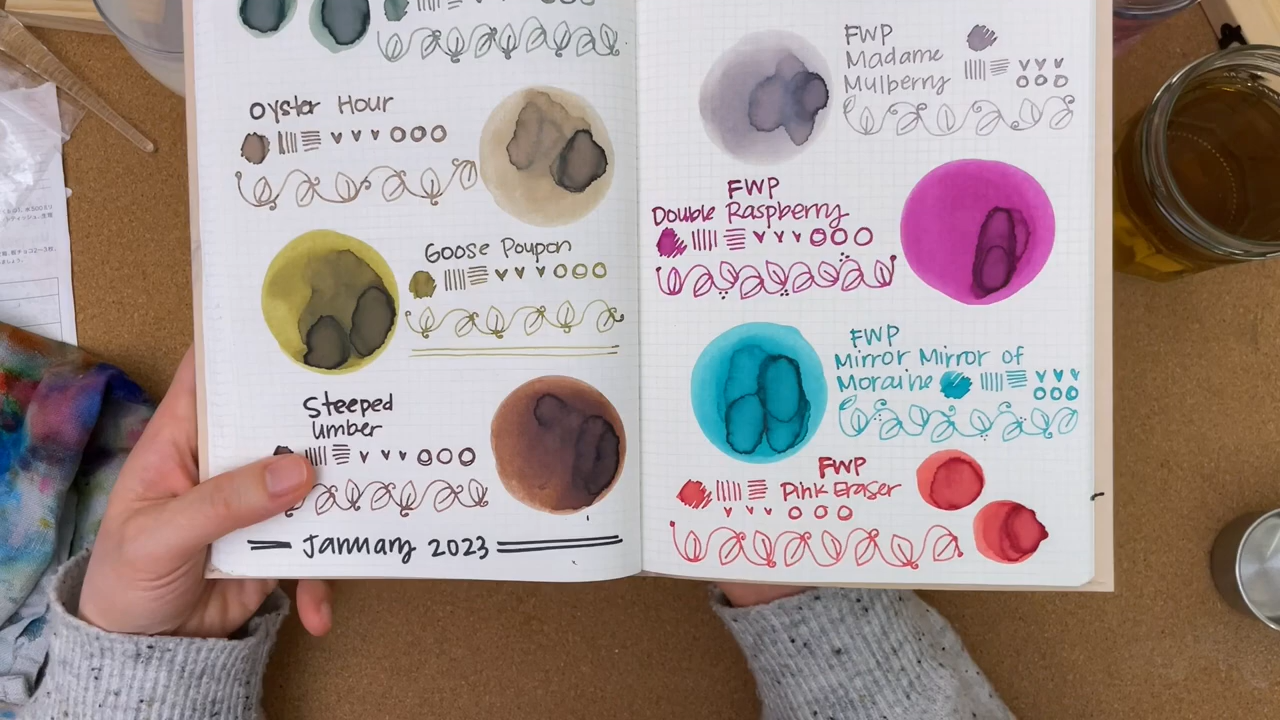 Oyster Hour
Goose Poupon
Steeped
Umber
January 2023
FWP
Madame
Mulberry
FWP
Double Raspberry
FWP
Mirror Mirror of
Moraine
FWP
Pink Eraser